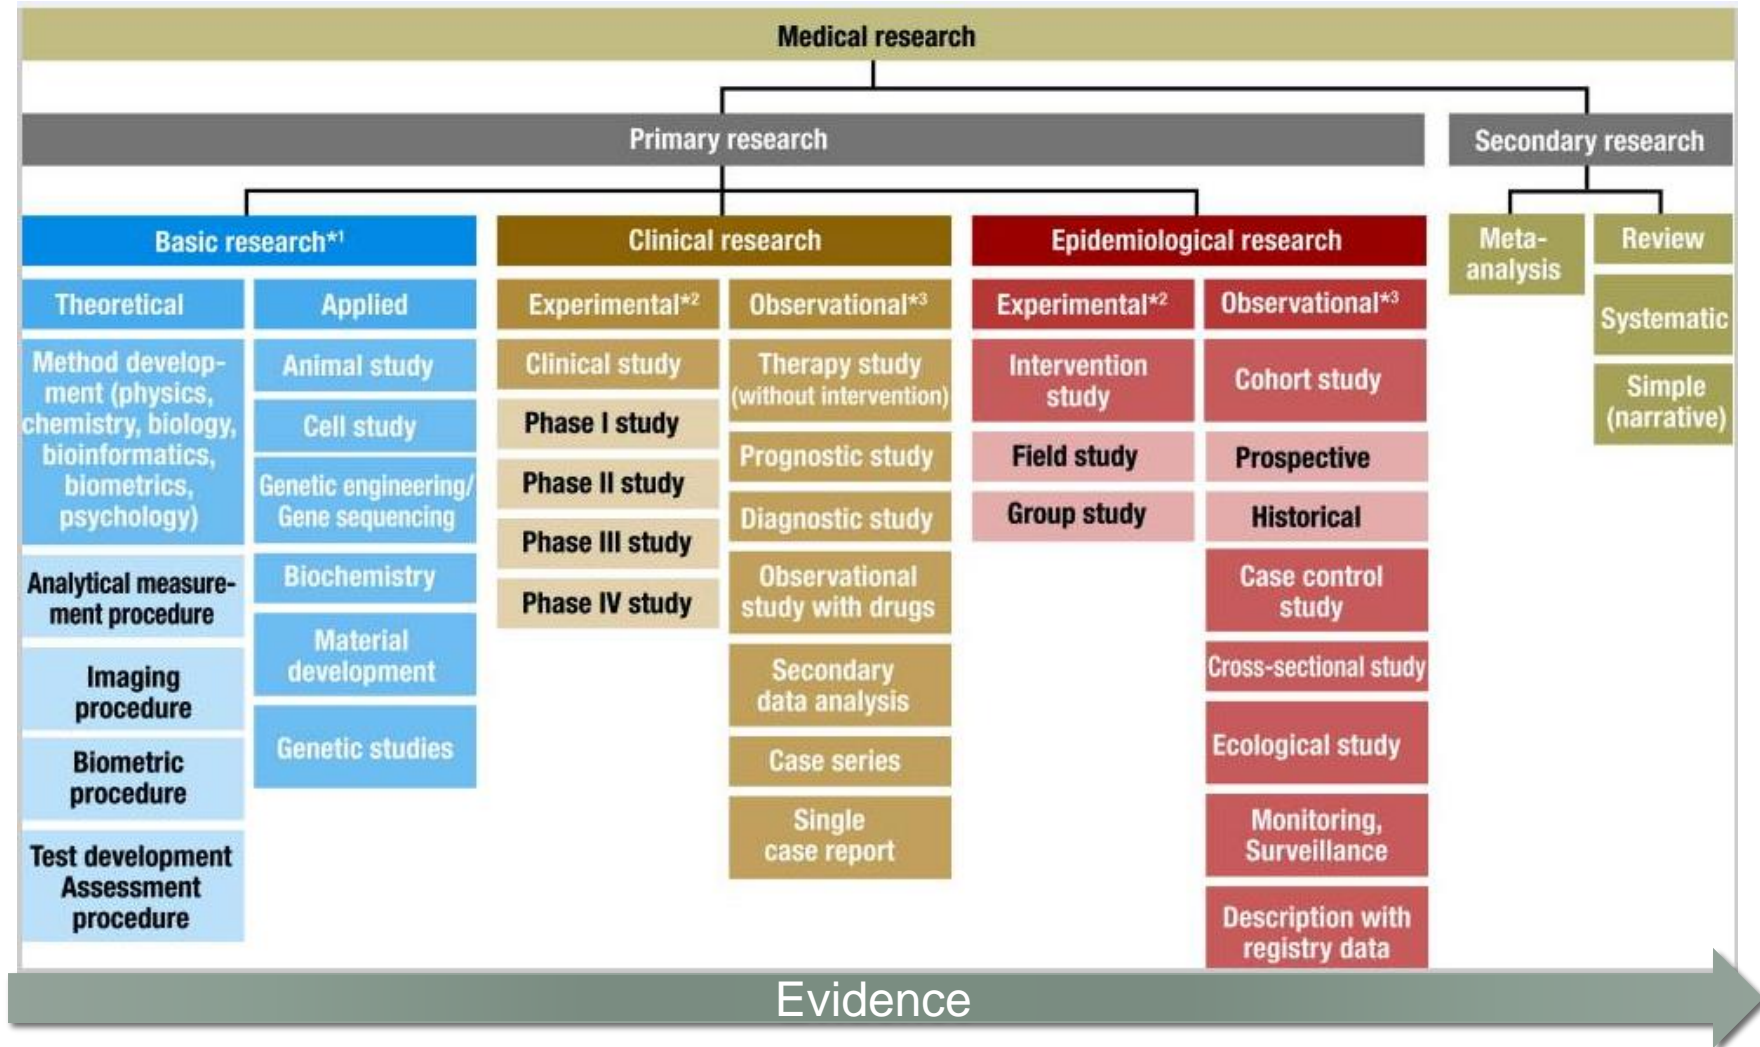 Medical research
Primary research
Secondary research
Basic research*1
Clinical research
Epidemiological research
Meta-
analysis
Review
Systematic
Simple
(narrative)
Theoretical
Method develop-
ment (physics,
chemistry, biology,
bioinformatics,
biometrics,
psychology)
Analytical measure-
ment procedure
Imaging
procedure
Biometric
procedure
Test development
Assessment
procedure
Applied
Animal study
Cell study
Genetic engineering/
Gene sequencing
Biochemistry
Material
development
Genetic studies
Experimental*2
Clinical study
Phase I study
Phase II study
Phase III study
Phase IV study
Observational*3
Therapy study
(without intervention)
Prognostic study
Diagnostic study
Observational
study with drugs
Secondary
data analysis
Case series
Single
case report
Experimental*2
Intervention
study
Field study
Group study
Observational*3
Cohort study
Prospective
Historical
Case control
study
Cross-sectional study
Ecological study
Monitoring,
Surveillance
Description with
registry data
Evidence